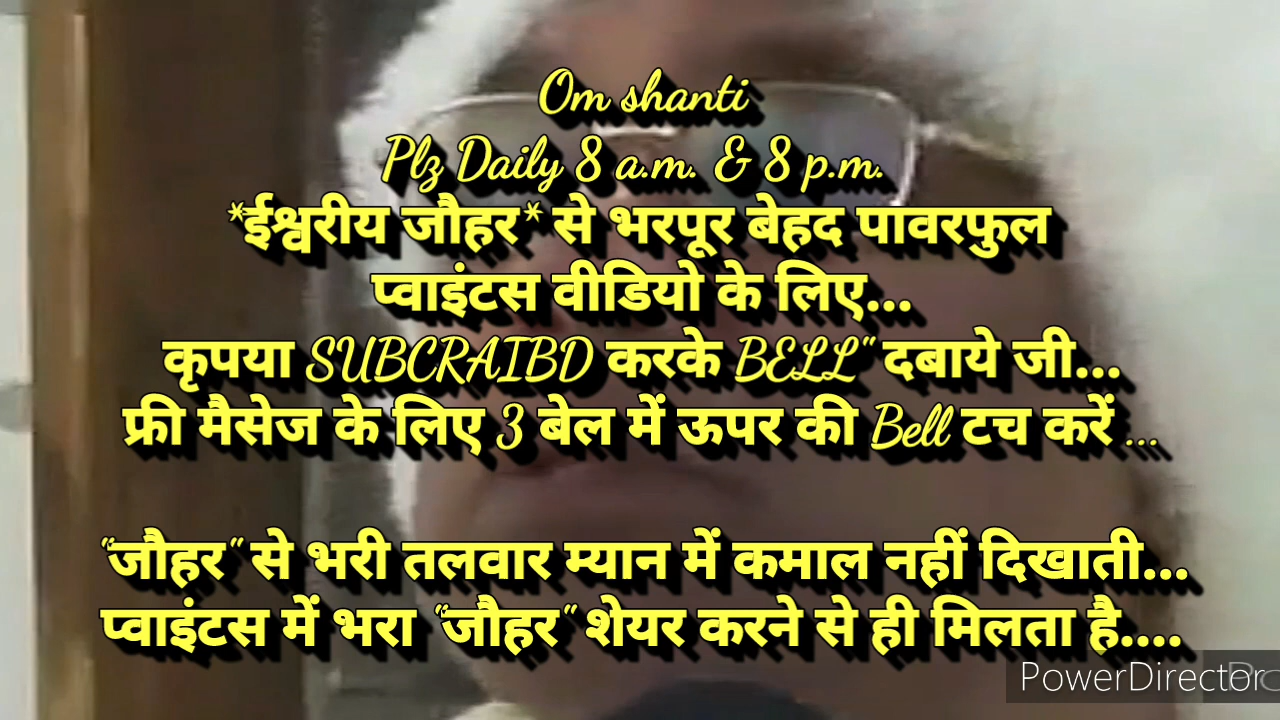 Om shanti
Plz Daily 8 a.m. & 8 p.m.
*ईश्वरीय जौहर* से भरपूर बेहद पावरफुल
प्वाइंटस वीडियो के लिए...
कृपया SUBCRAIBD करके BELL" दबाये जी...
फ्री मैसेज के लिए 3 बेल में ऊपर की Bell टच करें ...
"जौहर" से भरी तलवार म्यान में कमाल नहीं दिखाती...
प्वाइंटस में भरा "जौहर" शेयर करने से ही मिलता है....
PowerDirector